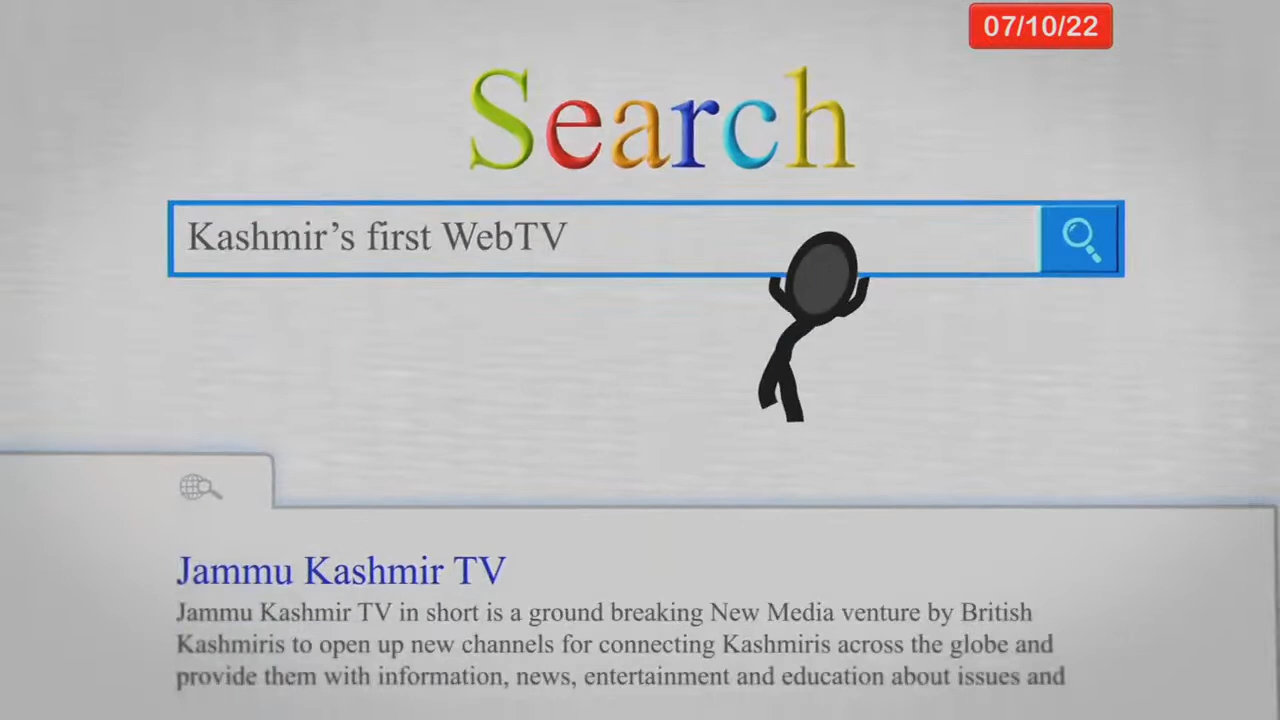 07/10/22
Search
Kashmir’s first WebTV
Jammu Kashmir TV
Jammu Kashmir TV in short is a ground breaking New Media venture by British
Kashmiris to open up new channels for connecting Kashmiris across the globe and
provide them with information, news, entertainment and education about issues and